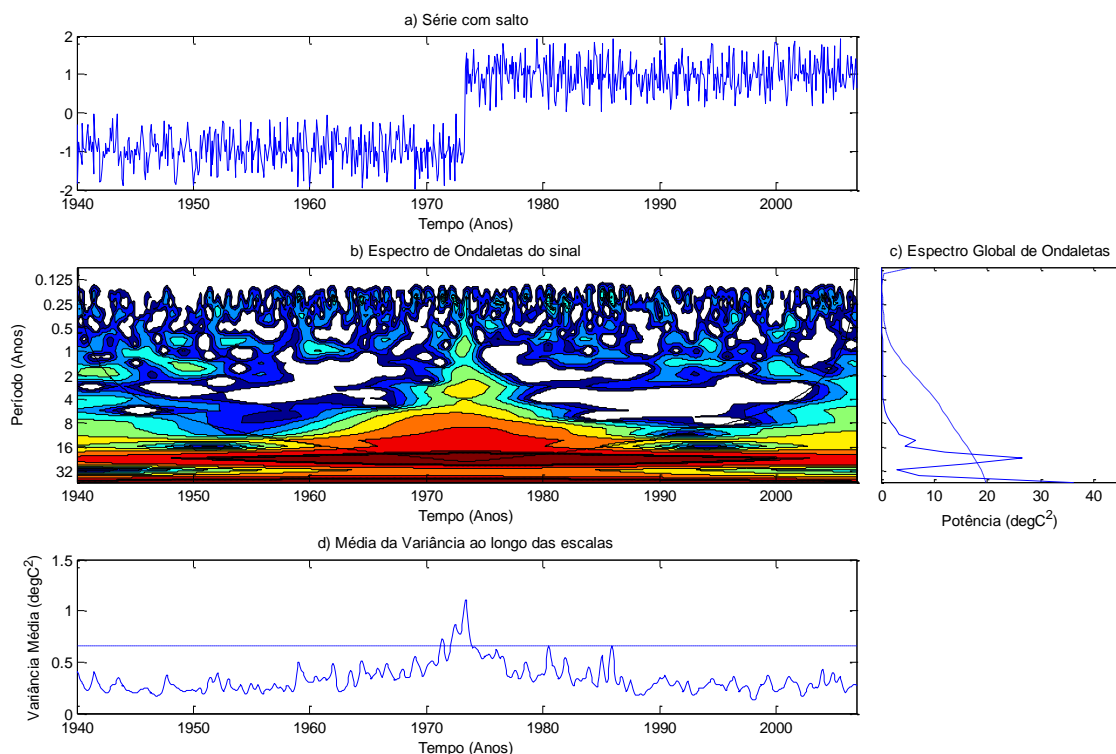 a) Série com salto
2
1
0
-1
-2
1940 1950 1960 1970 1980 1990 2000
Tempo (Anos)
b) Espectro de Ondaletas do sinal
Período (Anos)
0.125
0.25
0.5
1
2
4
8
16
32
1940 1950 1960 1970 1980 1990 2000
Tempo (Anos)
c) Espectro Global de Ondaletas
0 10 20 30 40
Potência (degC²)
d) Média da Variância ao longo das escalas
Variância Média (degC²)
1.5
1
0.5
0
1940 1950 1960 1970 1980 1990 2000
Tempo (Anos)